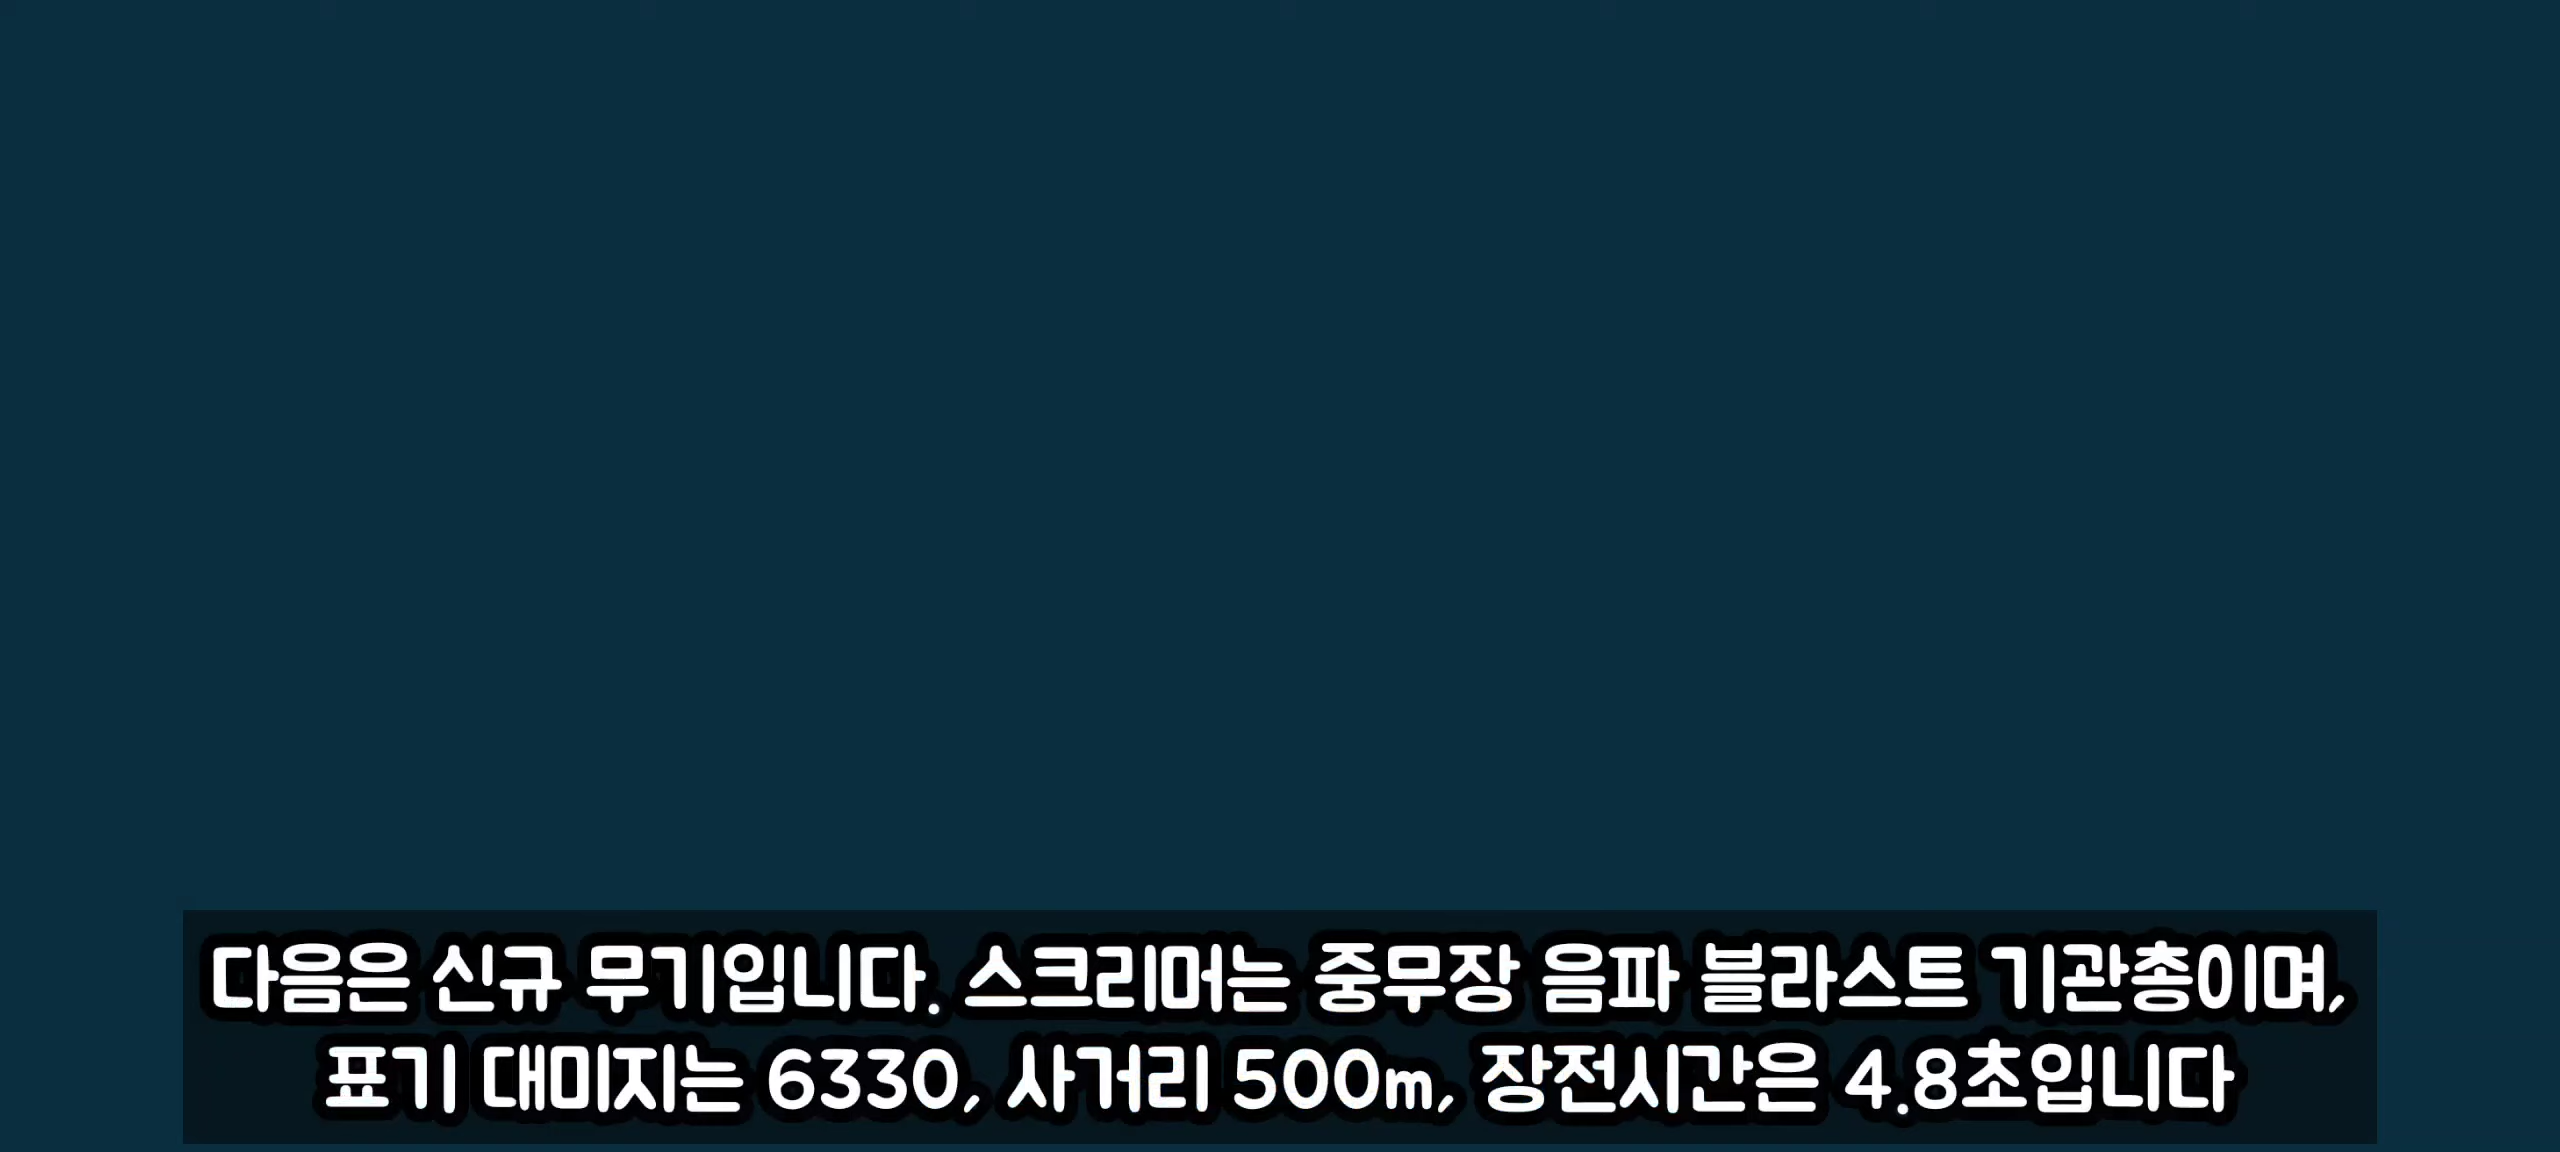 다음은 신규 무기입니다. 스크리머는 중무장 음파 블라스트 기관총이며,
표기 대미지는 6330, 사거리 500m, 장전시간은 4.8초입니다